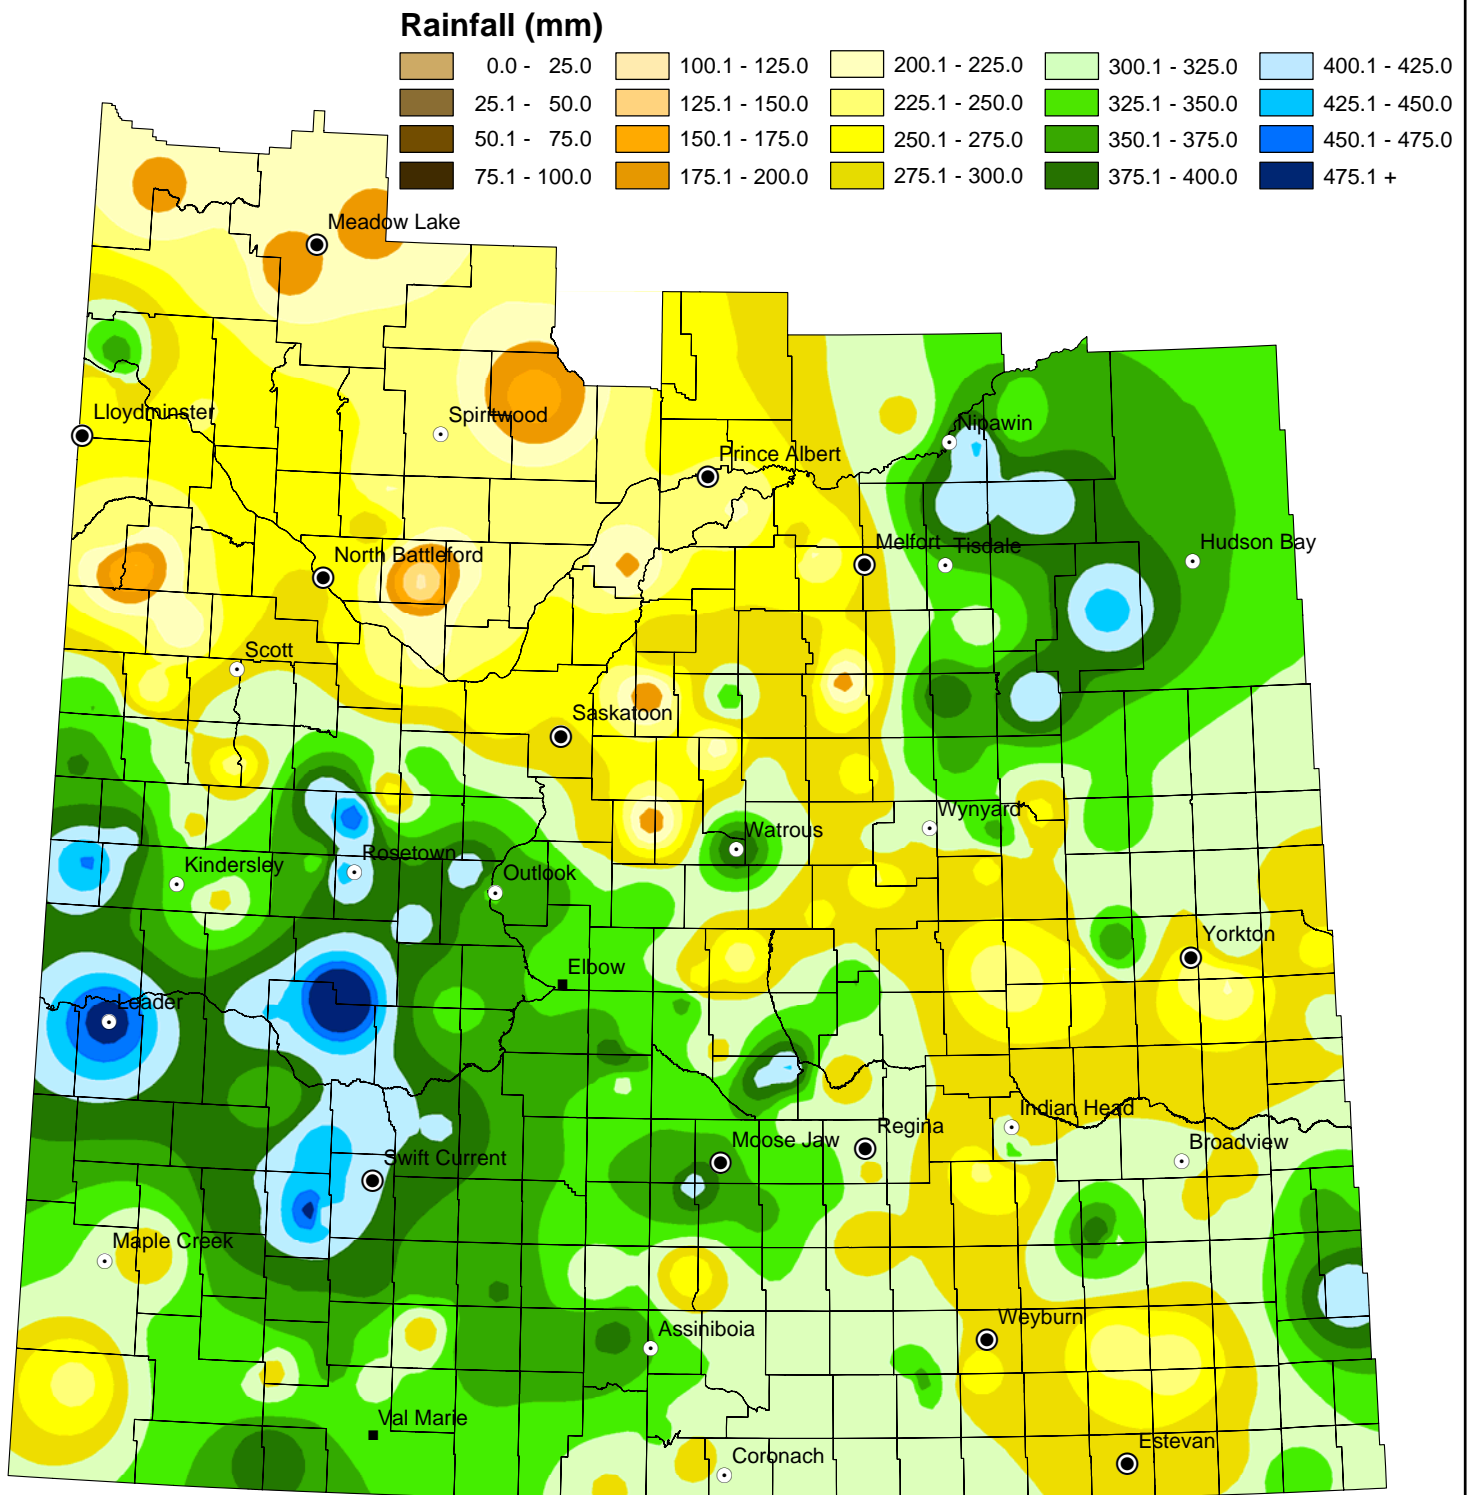 Rainfall (mm)
0.0 - 25.0
25.1 - 50.0
50.1 - 75.0
75.1 - 100.0
100.1 - 125.0
125.1 - 150.0
150.1 - 175.0
175.1 - 200.0
200.1 - 225.0
225.1 - 250.0
250.1 - 275.0
275.1 - 300.0
300.1 - 325.0
325.1 - 350.0
350.1 - 375.0
375.1 - 400.0
400.1 - 425.0
425.1 - 450.0
450.1 - 475.0
475.1 +
Meadow Lake
Lloydminster
Spiritwood
Nipawin
Prince Albert
North Battleford
Melfort
Tisdale
Hudson Bay
Scott
Saskatoon
Wynyard
Watrous
Kindersley
Rosetown
Outlook
Yorkton
Elbow
Leader
Indian Head
Regina
Moose Jaw
Broadview
Swift Current
Maple Creek
Weyburn
Assiniboia
Val Marie
Estevan
Coronach